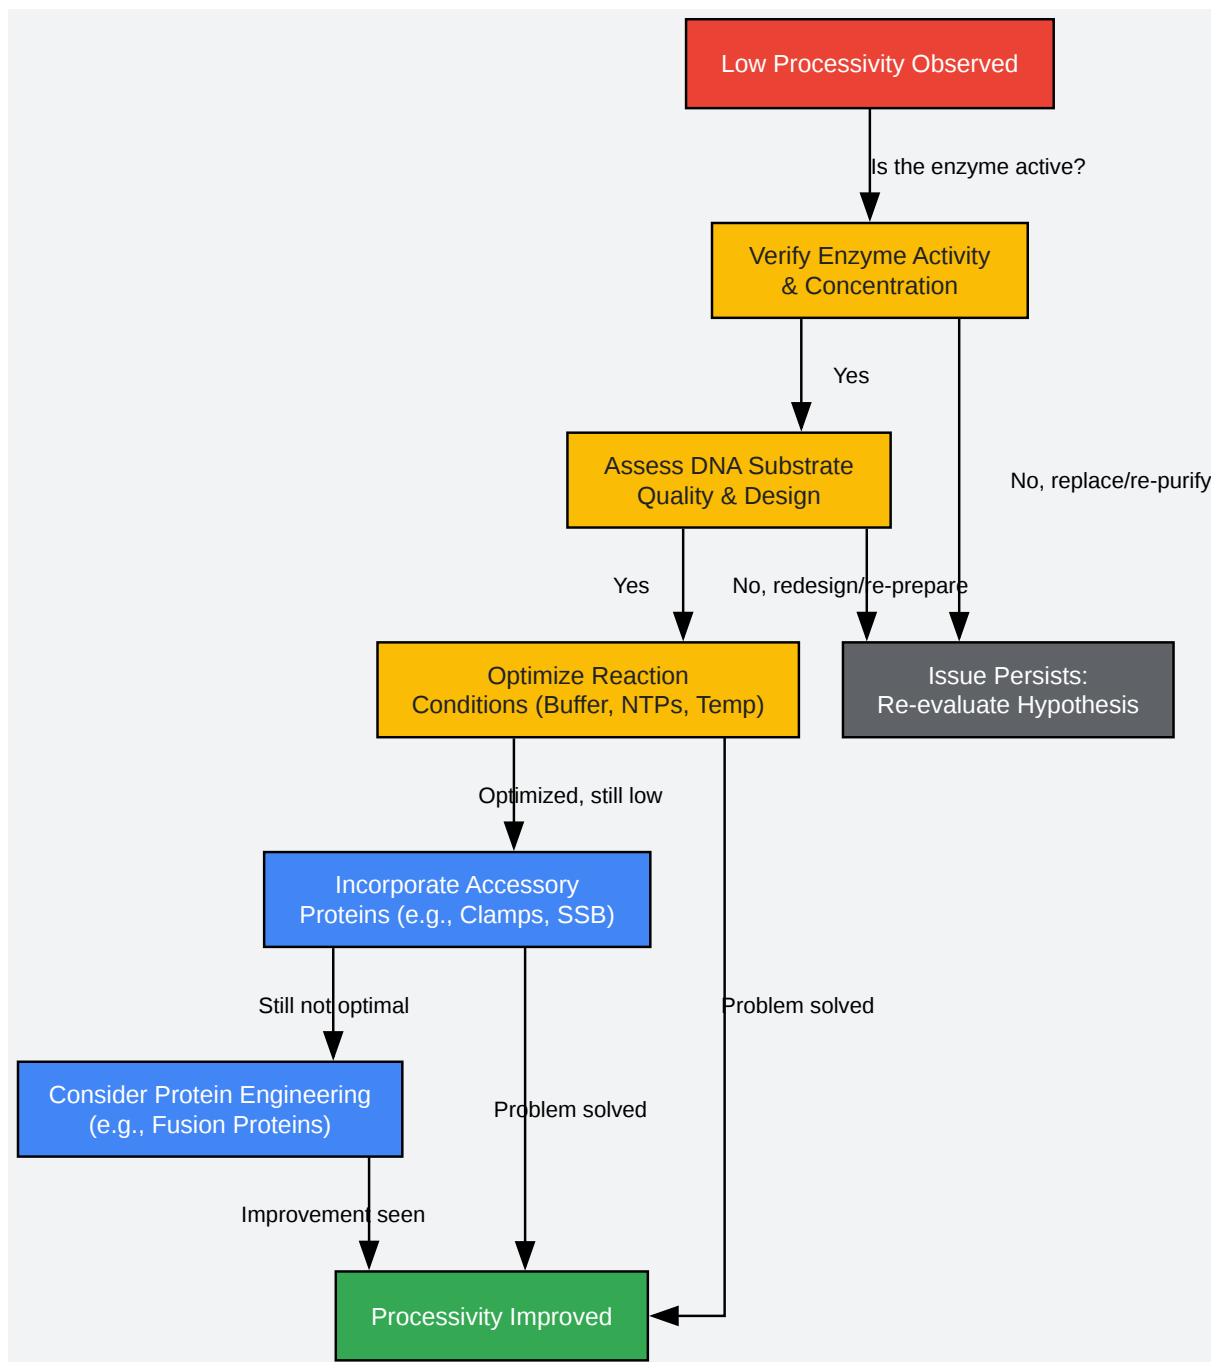 Low Processivity Observed
Is the enzyme active?
Verify Enzyme Activity
& Concentration
Yes
Assess DNA Substrate
Quality & Design
No, replace/re-purify
Yes
No, redesign/re-prepare
Optimize Reaction
Conditions (Buffer, NTPs, Temp)
Issue Persists:
Re-evaluate Hypothesis
Optimized, still low
Incorporate Accessory
Proteins (e.g., Clamps, SSB)
Still not optimal
Problem solved
Consider Protein Engineering
(e.g., Fusion Proteins)
Problem solved
Improvement seen
Processivity Improved